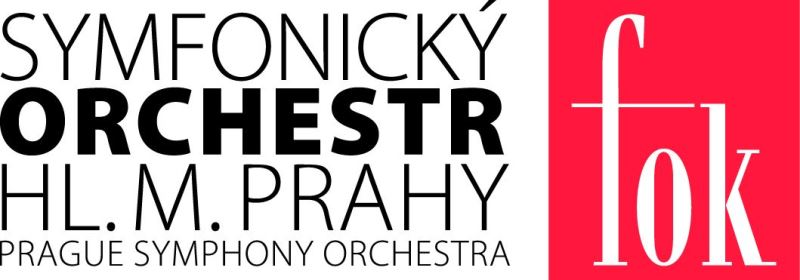 SYMFONICKÝ
ORCHESTR
HL. M. PRAHY
PRAGUE SYMPHONY ORCHESTRA
fok